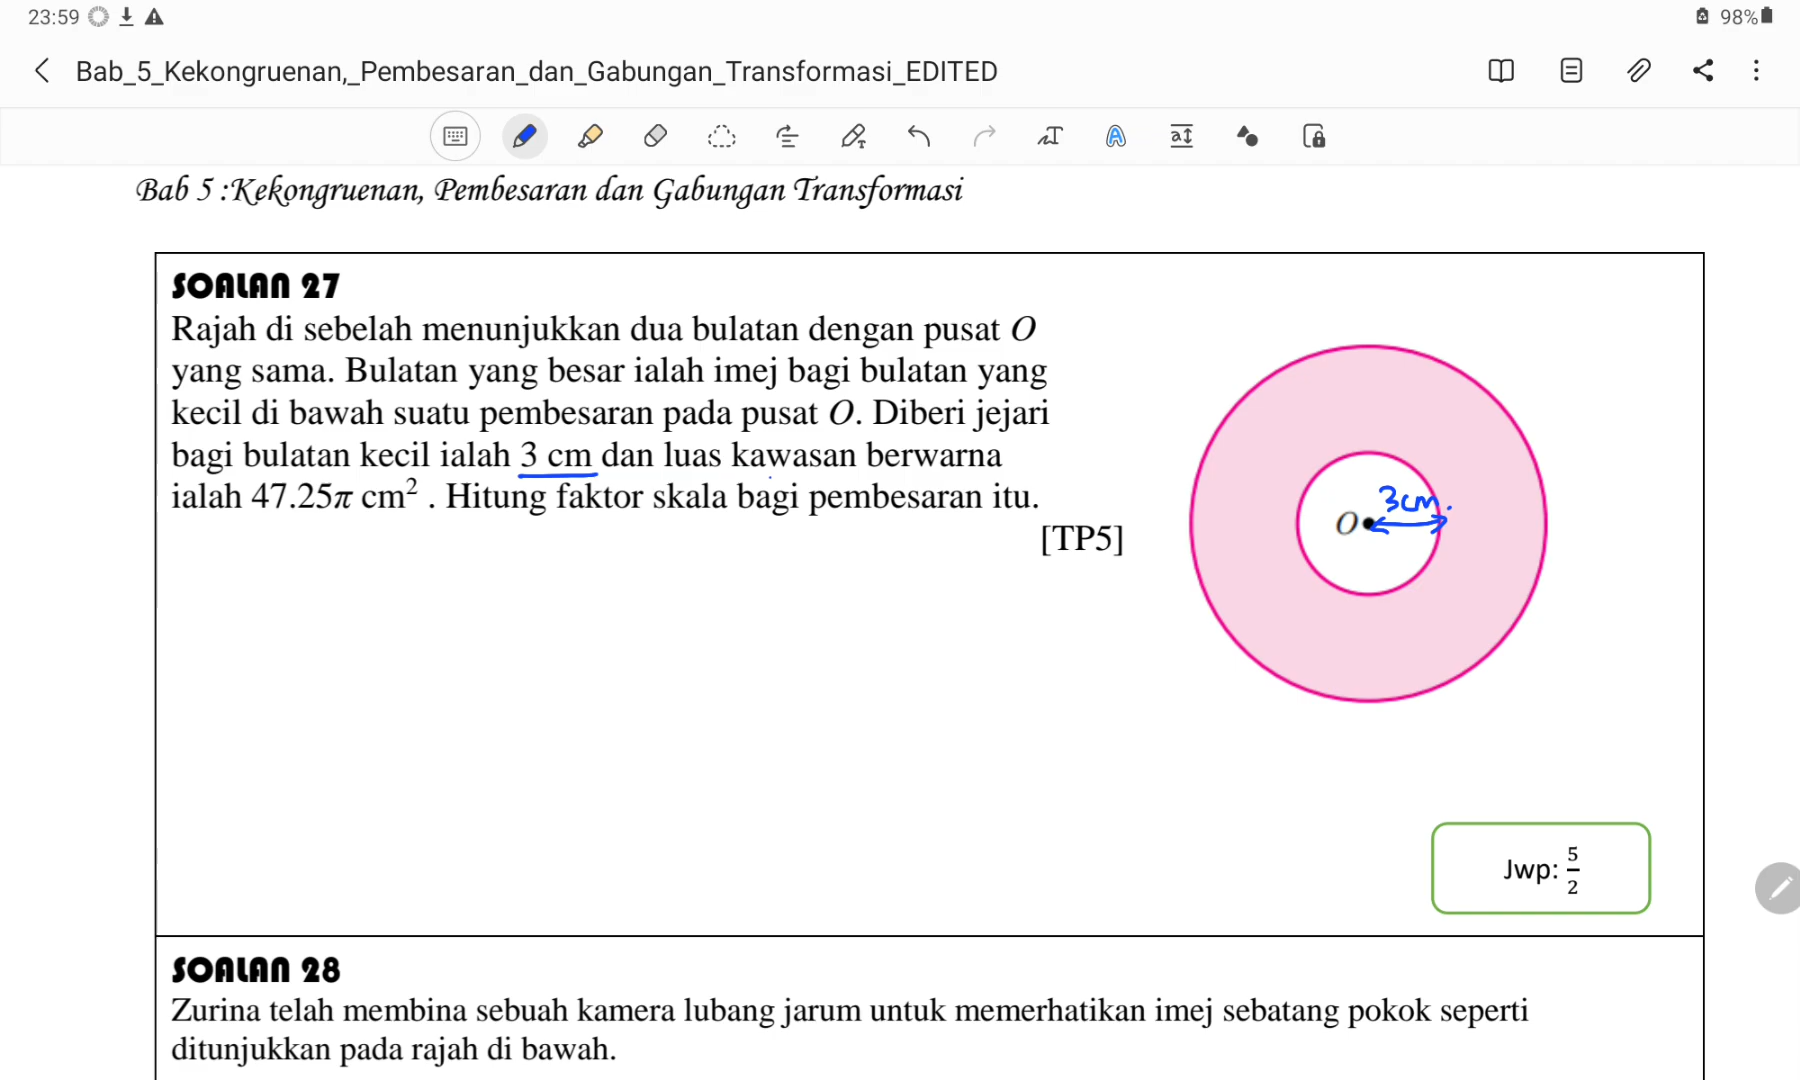 23:59
98%
Bab_5_Kekongruenan,_Pembesaran_dan_Gabungan_Transformasi_EDITED
Bab 5 :Kekongruenan, Pembesaran dan Gabungan Transformasi
SOALAN 27
Rajah di sebelah menunjukkan dua bulatan dengan pusat O
yang sama. Bulatan yang besar ialah imej bagi bulatan yang
kecil di bawah suatu pembesaran pada pusat O. Diberi jejari
bagi bulatan kecil ialah 3 cm dan luas kawasan berwarna
ialah 47.25π cm² . Hitung faktor skala bagi pembesaran itu.
[TP5]
3cm.
O
Jwp: 5/2
SOALAN 28
Zurina telah membina sebuah kamera lubang jarum untuk memerhatikan imej sebatang pokok seperti
ditunjukkan pada rajah di bawah.